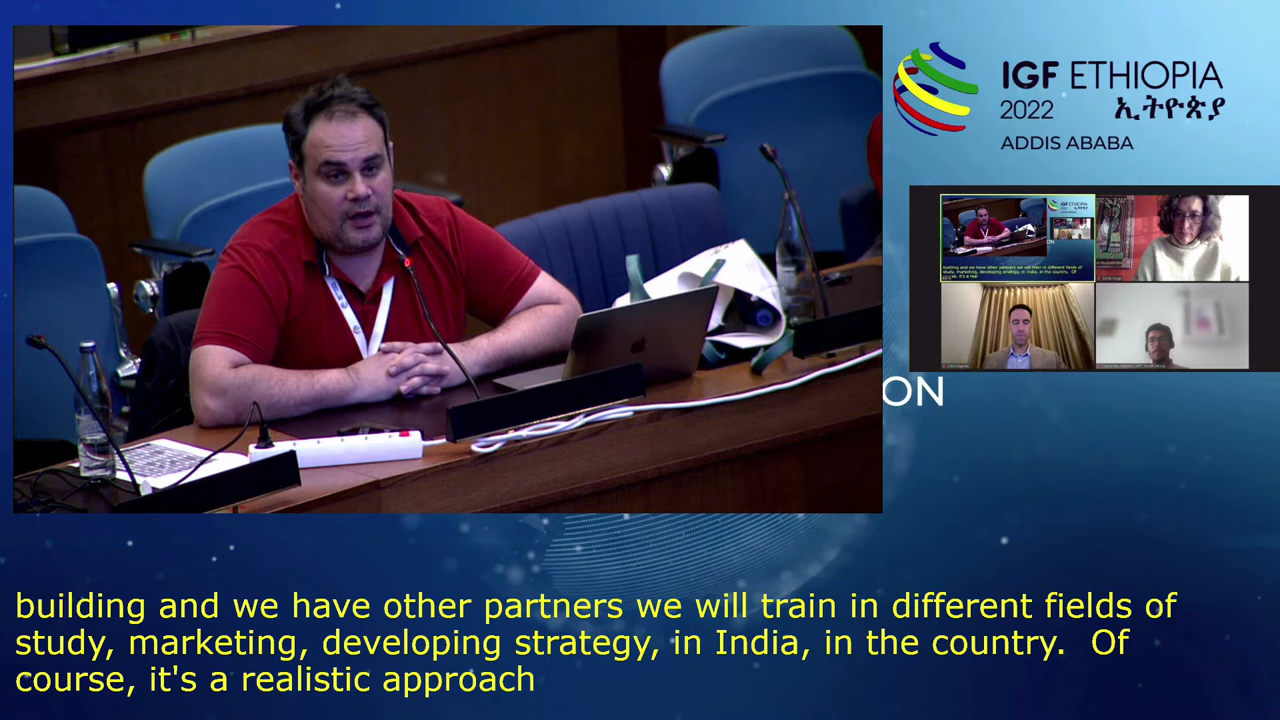 IGF ETHIOPIA
2022 ኢትዮጵያ
ADDIS ABABA
ON
building and we have other partners we will train in different fields of
study, marketing, developing strategy, in India, in the country. Of
course, it's a realistic approach